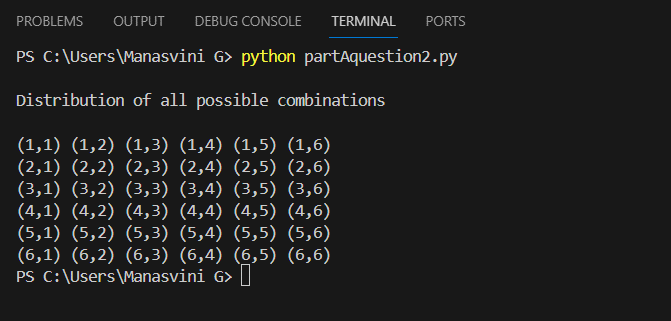 PROBLEMS OUTPUT DEBUG CONSOLE TERMINAL PORTS
PS C:\Users\Manasvini G> python partAquestion2.py
Distribution of all possible combinations
(1,1) (1,2) (1,3) (1,4) (1,5) (1,6)
(2,1) (2,2) (2,3) (2,4) (2,5) (2,6)
(3,1) (3,2) (3,3) (3,4) (3,5) (3,6)
(4,1) (4,2) (4,3) (4,4) (4,5) (4,6)
(5,1) (5,2) (5,3) (5,4) (5,5) (5,6)
(6,1) (6,2) (6,3) (6,4) (6,5) (6,6)
PS C:\Users\Manasvini G>